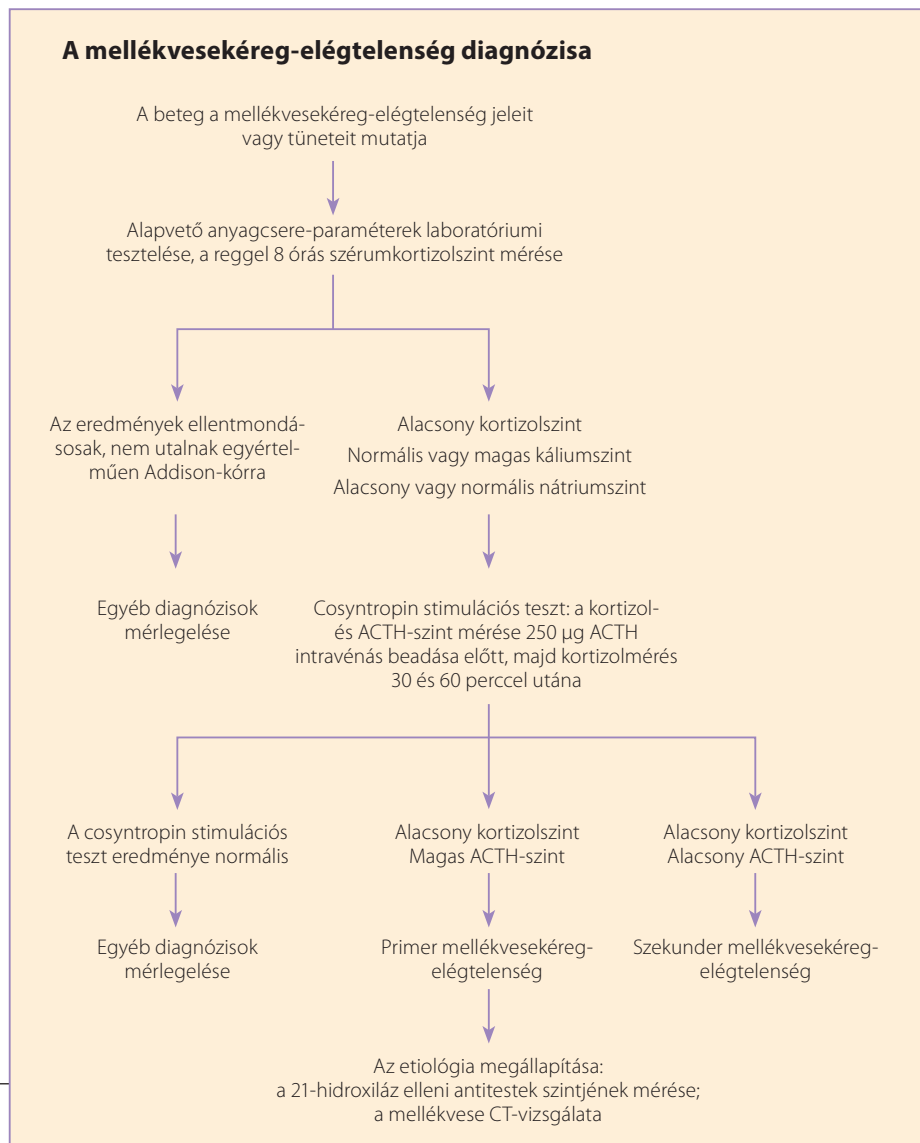 A mellékvesekéreg-elégtelenség diagnózisa
A beteg a mellékvesekéreg-elégtelenség jeleit
vagy tüneteit mutatja
Alapvető anyagcsere-paraméterek laboratóriumi
tesztelése, a reggel 8 órás szérumkortizolszint mérése
Az eredmények ellentmondá-
sosak, nem utalnak egyértel-
műen Addison-kórra
Alacsony kortizolszint
Normális vagy magas káliumszint
Alacsony vagy normális nátriumszint
Egyéb diagnózisok
mérlegelése
Cosyntropin stimulációs teszt: a kortizol-
és ACTH-szint mérése 250 µg ACTH
intravénás beadása előtt, majd kortizolmérés
30 és 60 perccel utána
A cosyntropin stimulációs
teszt eredménye normális
Alacsony kortizolszint
Magas ACTH-szint
Alacsony kortizolszint
Alacsony ACTH-szint
Egyéb diagnózisok
mérlegelése
Primer mellékvesekéreg-
elégtelenség
Szekunder mellékvesekéreg-
elégtelenség
Az etiológia megállapítása:
a 21-hidroxiláz elleni antitestek szintjének mérése;
a mellékvese CT-vizsgálata